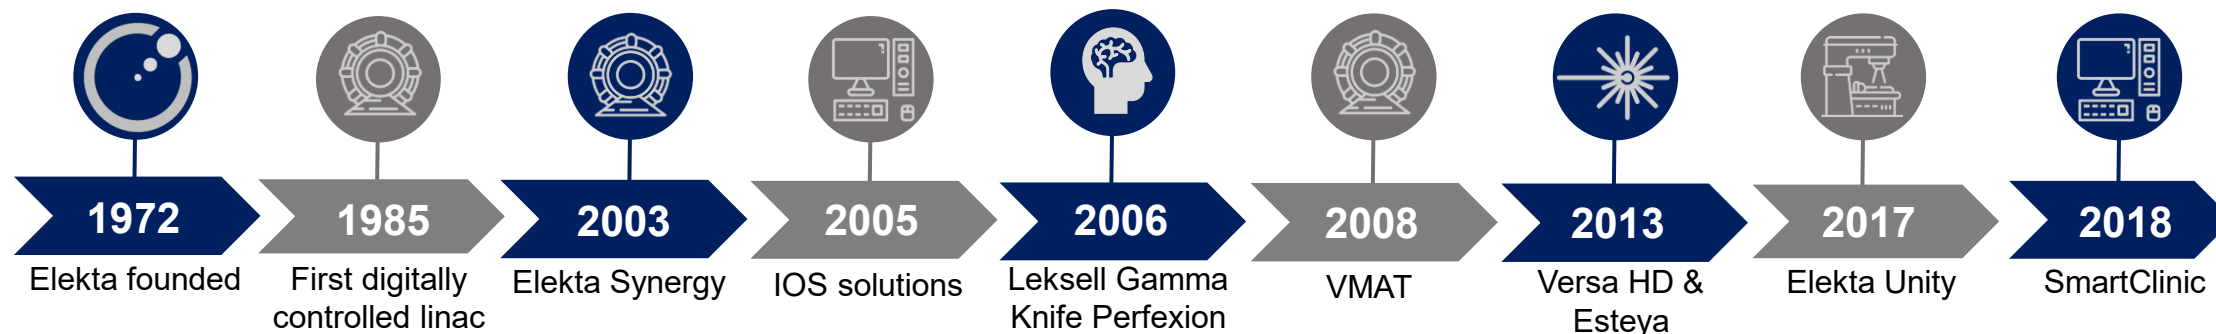 1972
Elekta founded
1985
First digitally
controlled linac
2003
Elekta Synergy
2005
IOS solutions
2006
Leksell Gamma
Knife Perfexion
2008
VMAT
2013
Versa HD &
Esteya
2017
Elekta Unity
2018
SmartClinic